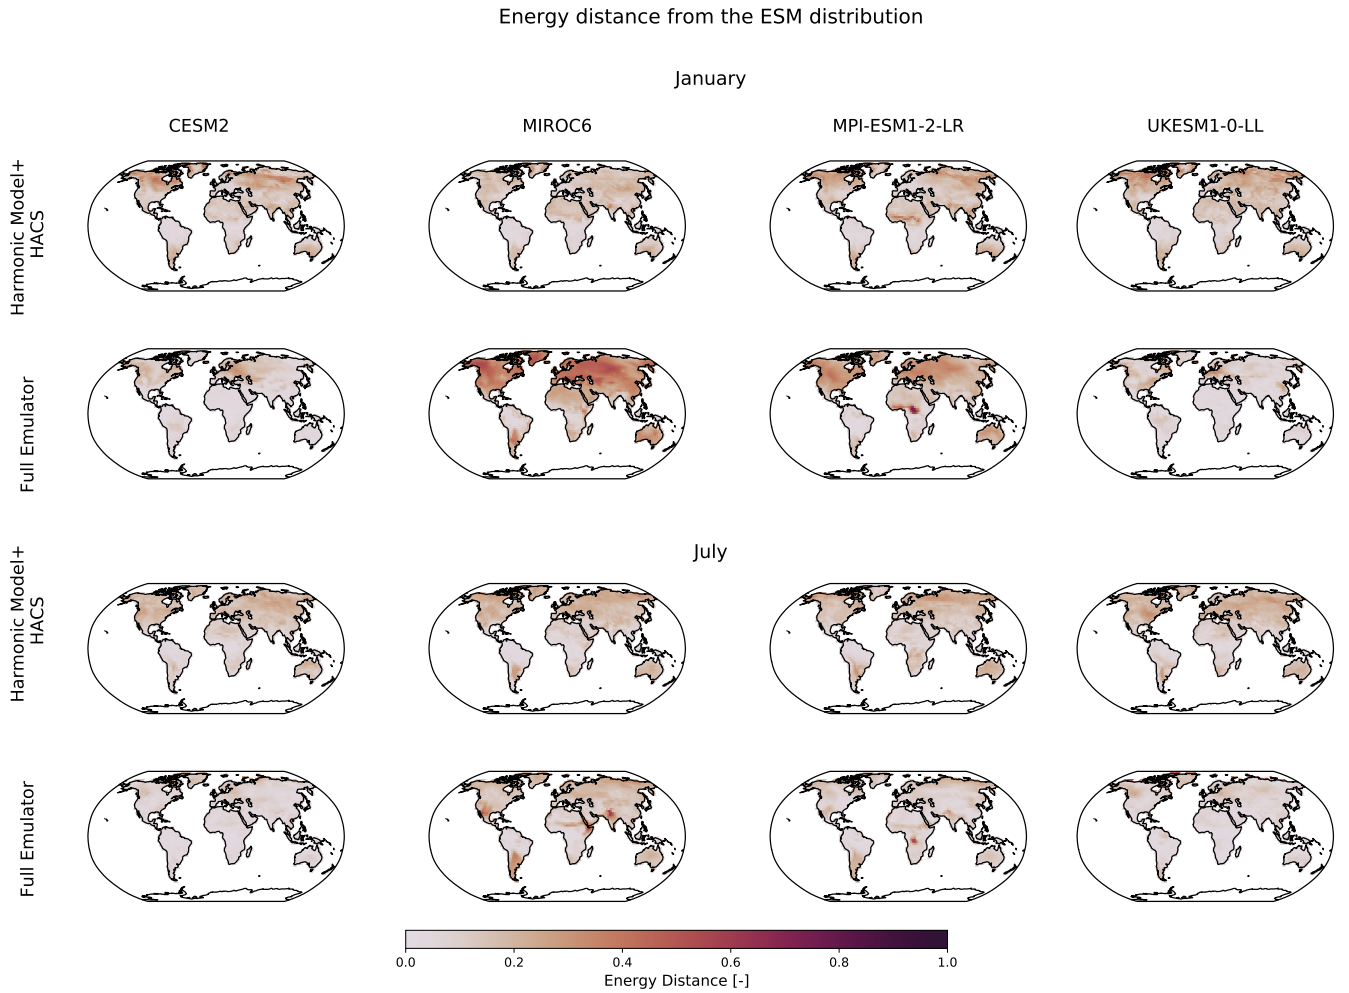 Energy distance from the ESM distribution
January
CESM2
MIROC6
MPI-ESM1-2-LR
UKESM1-0-LL
Harmonic Model+
HACS
Full Emulator
July
Harmonic Model+
HACS
Full Emulator
0.0
0.2
0.4
0.6
0.8
1.0
Energy Distance [-]